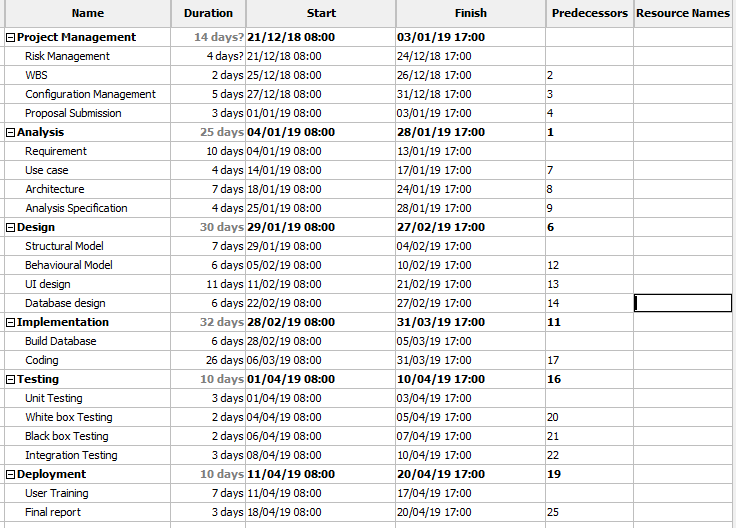 Name Duration Start Finish Predecessors Resource Names
Project Management 14 days? 21/12/18 08:00 03/01/19 17:00
Risk Management 4 days? 21/12/18 08:00 24/12/18 17:00
WBS 2 days 25/12/18 08:00 26/12/18 17:00 2
Configuration Management 5 days 27/12/18 08:00 31/12/18 17:00 3
Proposal Submission 3 days 01/01/19 08:00 03/01/19 17:00 4
Analysis 25 days 04/01/19 08:00 28/01/19 17:00 1
Requirement 10 days 04/01/19 08:00 13/01/19 17:00
Use case 4 days 14/01/19 08:00 17/01/19 17:00 7
Architecture 7 days 18/01/19 08:00 24/01/19 17:00 8
Analysis Specification 4 days 25/01/19 08:00 28/01/19 17:00 9
Design 30 days 29/01/19 08:00 27/02/19 17:00 6
Structural Model 7 days 29/01/19 08:00 04/02/19 17:00
Behavioural Model 6 days 05/02/19 08:00 10/02/19 17:00 12
UI design 11 days 11/02/19 08:00 21/02/19 17:00 13
Database design 6 days 22/02/19 08:00 27/02/19 17:00 14
Implementation 32 days 28/02/19 08:00 31/03/19 17:00 11
Build Database 6 days 28/02/19 08:00 05/03/19 17:00
Coding 26 days 06/03/19 08:00 31/03/19 17:00 17
Testing 10 days 01/04/19 08:00 10/04/19 17:00 16
Unit Testing 3 days 01/04/19 08:00 03/04/19 17:00
White box Testing 2 days 04/04/19 08:00 05/04/19 17:00 20
Black box Testing 2 days 06/04/19 08:00 07/04/19 17:00 21
Integration Testing 3 days 08/04/19 08:00 10/04/19 17:00 22
Deployment 10 days 11/04/19 08:00 20/04/19 17:00 19
User Training 7 days 11/04/19 08:00 17/04/19 17:00
Final report 3 days 18/04/19 08:00 20/04/19 17:00 25